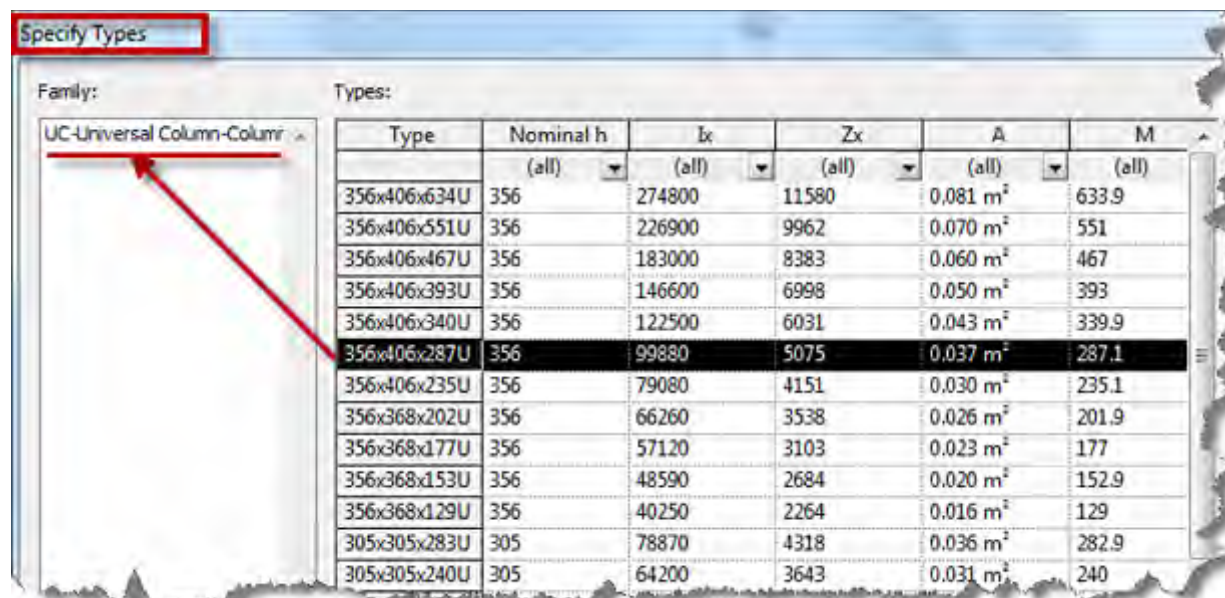 Specify Types
Family: Types:
UC-Universal Column-Colum
Type Nominal h Ix Zx A M
(all) (all) (all) (all) (all)
356x406x634U 356 274800 11580 0.081 m² 633.9
356x406x551U 356 226900 9962 0.070 m² 551
356x406x467U 356 183000 8383 0.060 m² 467
356x406x393U 356 146600 6998 0.050 m² 393
356x406x340U 356 122500 6031 0.043 m² 339.9
356x406x287U 356 99880 5075 0.037 m² 287.1
356x406x235U 356 79080 4151 0.030 m² 235.1
356x368x202U 356 66260 3538 0.026 m² 201.9
356x368x177U 356 57120 3103 0.023 m² 177
356x368x153U 356 48590 2684 0.020 m² 152.9
356x368x129U 356 40250 2264 0.016 m² 129
305x305x283U 305 78870 4318 0.036 m² 282.9
305x305x240U 305 64200 3643 0.031 m² 240